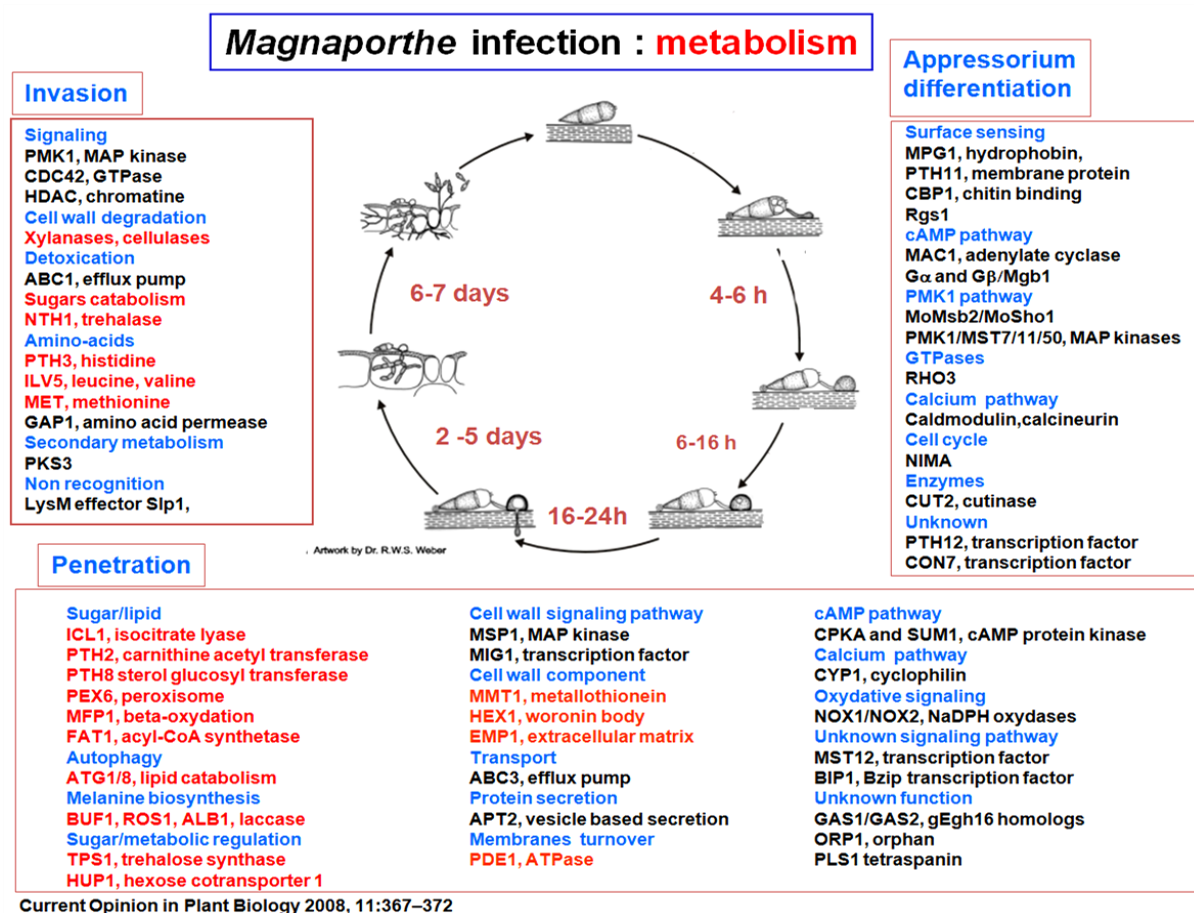 Magnaporthe infection : metabolism
Invasion
Signaling
PMK1, MAP kinase
CDC42, GTPase
HDAC, chromatine
Cell wall degradation
Xylanases, cellulases
Detoxication
ABC1, efflux pump
Sugars catabolism
NTH1, trehalase
Amino-acids
PTH3, histidine
ILV5, leucine, valine
MET, methionine
GAP1, amino acid permease
Secondary metabolism
PKS3
Non recognition
LysM effector Slp1,
4-6 h
6-16 h
16-24h
2 -5 days
6-7 days
Artwork by Dr. R.W.S. Weber
Appressorium
differentiation
Surface sensing
MPG1, hydrophobin,
PTH11, membrane protein
CBP1, chitin binding
Rgs1
cAMP pathway
MAC1, adenylate cyclase
Gα and Gβ/Mgb1
PMK1 pathway
MoMsb2/MoSho1
PMK1/MST7/11/50, MAP kinases
GTPases
RHO3
Calcium pathway
Caldmodulin,calcineurin
Cell cycle
NIMA
Enzymes
CUT2, cutinase
Unknown
PTH12, transcription factor
CON7, transcription factor
Penetration
Sugar/lipid
ICL1, isocitrate lyase
PTH2, carnithine acetyl transferase
PTH8 sterol glucosyl transferase
PEX6, peroxisome
MFP1, beta-oxydation
FAT1, acyl-CoA synthetase
Autophagy
ATG1/8, lipid catabolism
Melanine biosynthesis
BUF1, ROS1, ALB1, laccase
Sugar/metabolic regulation
TPS1, trehalose synthase
HUP1, hexose cotransporter 1
Cell wall signaling pathway
MSP1, MAP kinase
MIG1, transcription factor
Cell wall component
MMT1, metallothionein
HEX1, woronin body
EMP1, extracellular matrix
Transport
ABC3, efflux pump
Protein secretion
APT2, vesicle based secretion
Membranes turnover
PDE1, ATPase
cAMP pathway
CPKA and SUM1, cAMP protein kinase
Calcium pathway
CYP1, cyclophilin
Oxydative signaling
NOX1/NOX2, NaDPH oxydases
Unknown signaling pathway
MST12, transcription factor
BIP1, Bzip transcription factor
Unknown function
GAS1/GAS2, gEgh16 homologs
ORP1, orphan
PLS1 tetraspanin
Current Opinion in Plant Biology 2008, 11:367–372